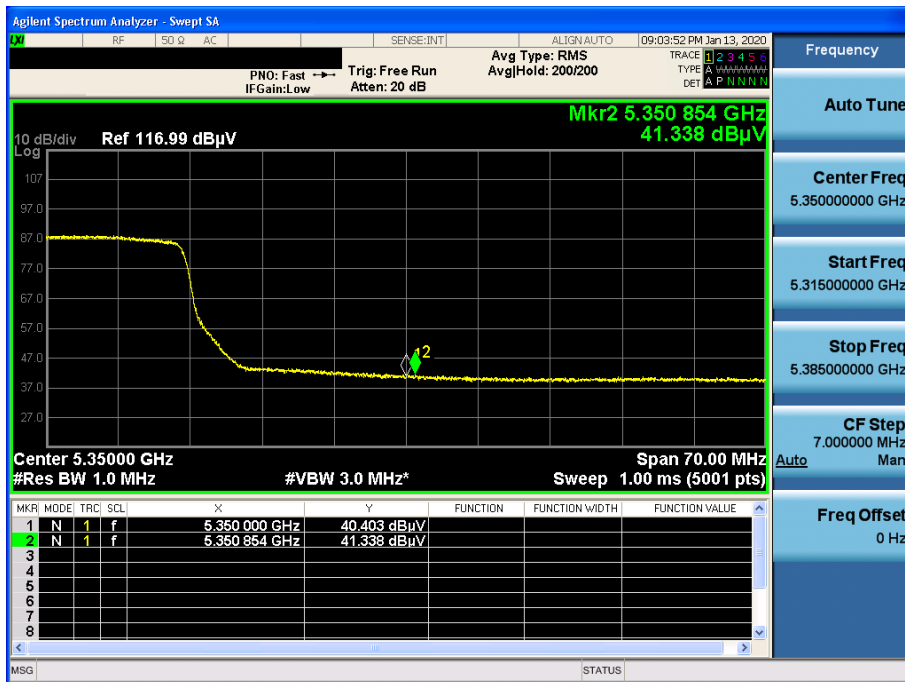 Agilent Spectrum Analyzer - Swept SA
LXI RF 50 Ω AC SENSE:INT ALIGN AUTO 09:03:52 PM Jan 13, 2020
PNO: Fast
IFGain:Low
Trig: Free Run
Atten: 20 dB
Avg Type: RMS
Avg|Hold: 200/200
TRACE 1 2 3 4 5 6
TYPE A WWWWW
DET A P N N N N
Mkr2 5.350 854 GHz
41.338 dBµV
10 dB/div Ref 116.99 dBµV
Log
107
97.0
87.0
77.0
67.0
57.0
47.0
37.0
27.0
12
Center 5.35000 GHz Span 70.00 MHz
#Res BW 1.0 MHz #VBW 3.0 MHz* Sweep 1.00 ms (5001 pts)
MKR MODE TRC SCL X Y FUNCTION FUNCTION WIDTH FUNCTION VALUE
1 N 1 f 5.350 000 GHz 40.403 dBµV
2 N 1 f 5.350 854 GHz 41.338 dBµV
3
4
5
6
7
8
MSG STATUS
Frequency
Auto Tune
Center Freq
5.350000000 GHz
Start Freq
5.315000000 GHz
Stop Freq
5.385000000 GHz
CF Step
7.000000 MHz
Auto Man
Freq Offset
0 Hz